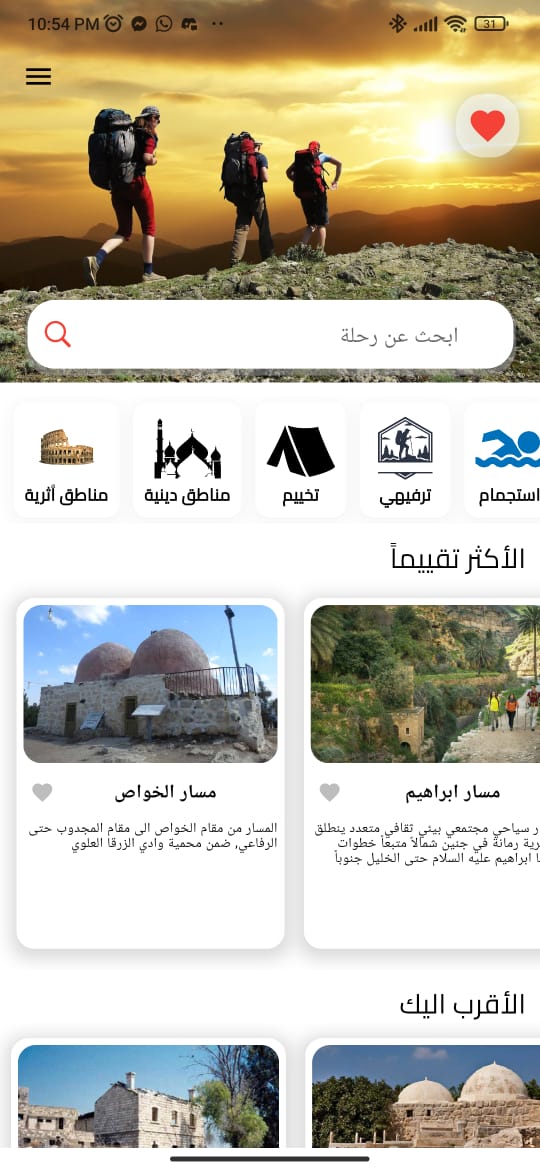 10:54 PM
31
ابحث عن رحلة
مناطق أثرية
مناطق دينية
تخييم
ترفيهي
استجمام
الأكثر تقييماً
مسار الخواص
المسار من مقام الخواص الى مقام المجدوب حتى
الرفاعي, ضمن محمية وادي الزرقا العلوي
مسار ابراهيم
ر سياحي مجتمعي بيئي ثقافي متعدد ينطلق
رية رمانة في جنين شمالاً متبعاً خطوات
ا ابراهيم عليه السلام حتى الخليل جنوباً
الأقرب اليك